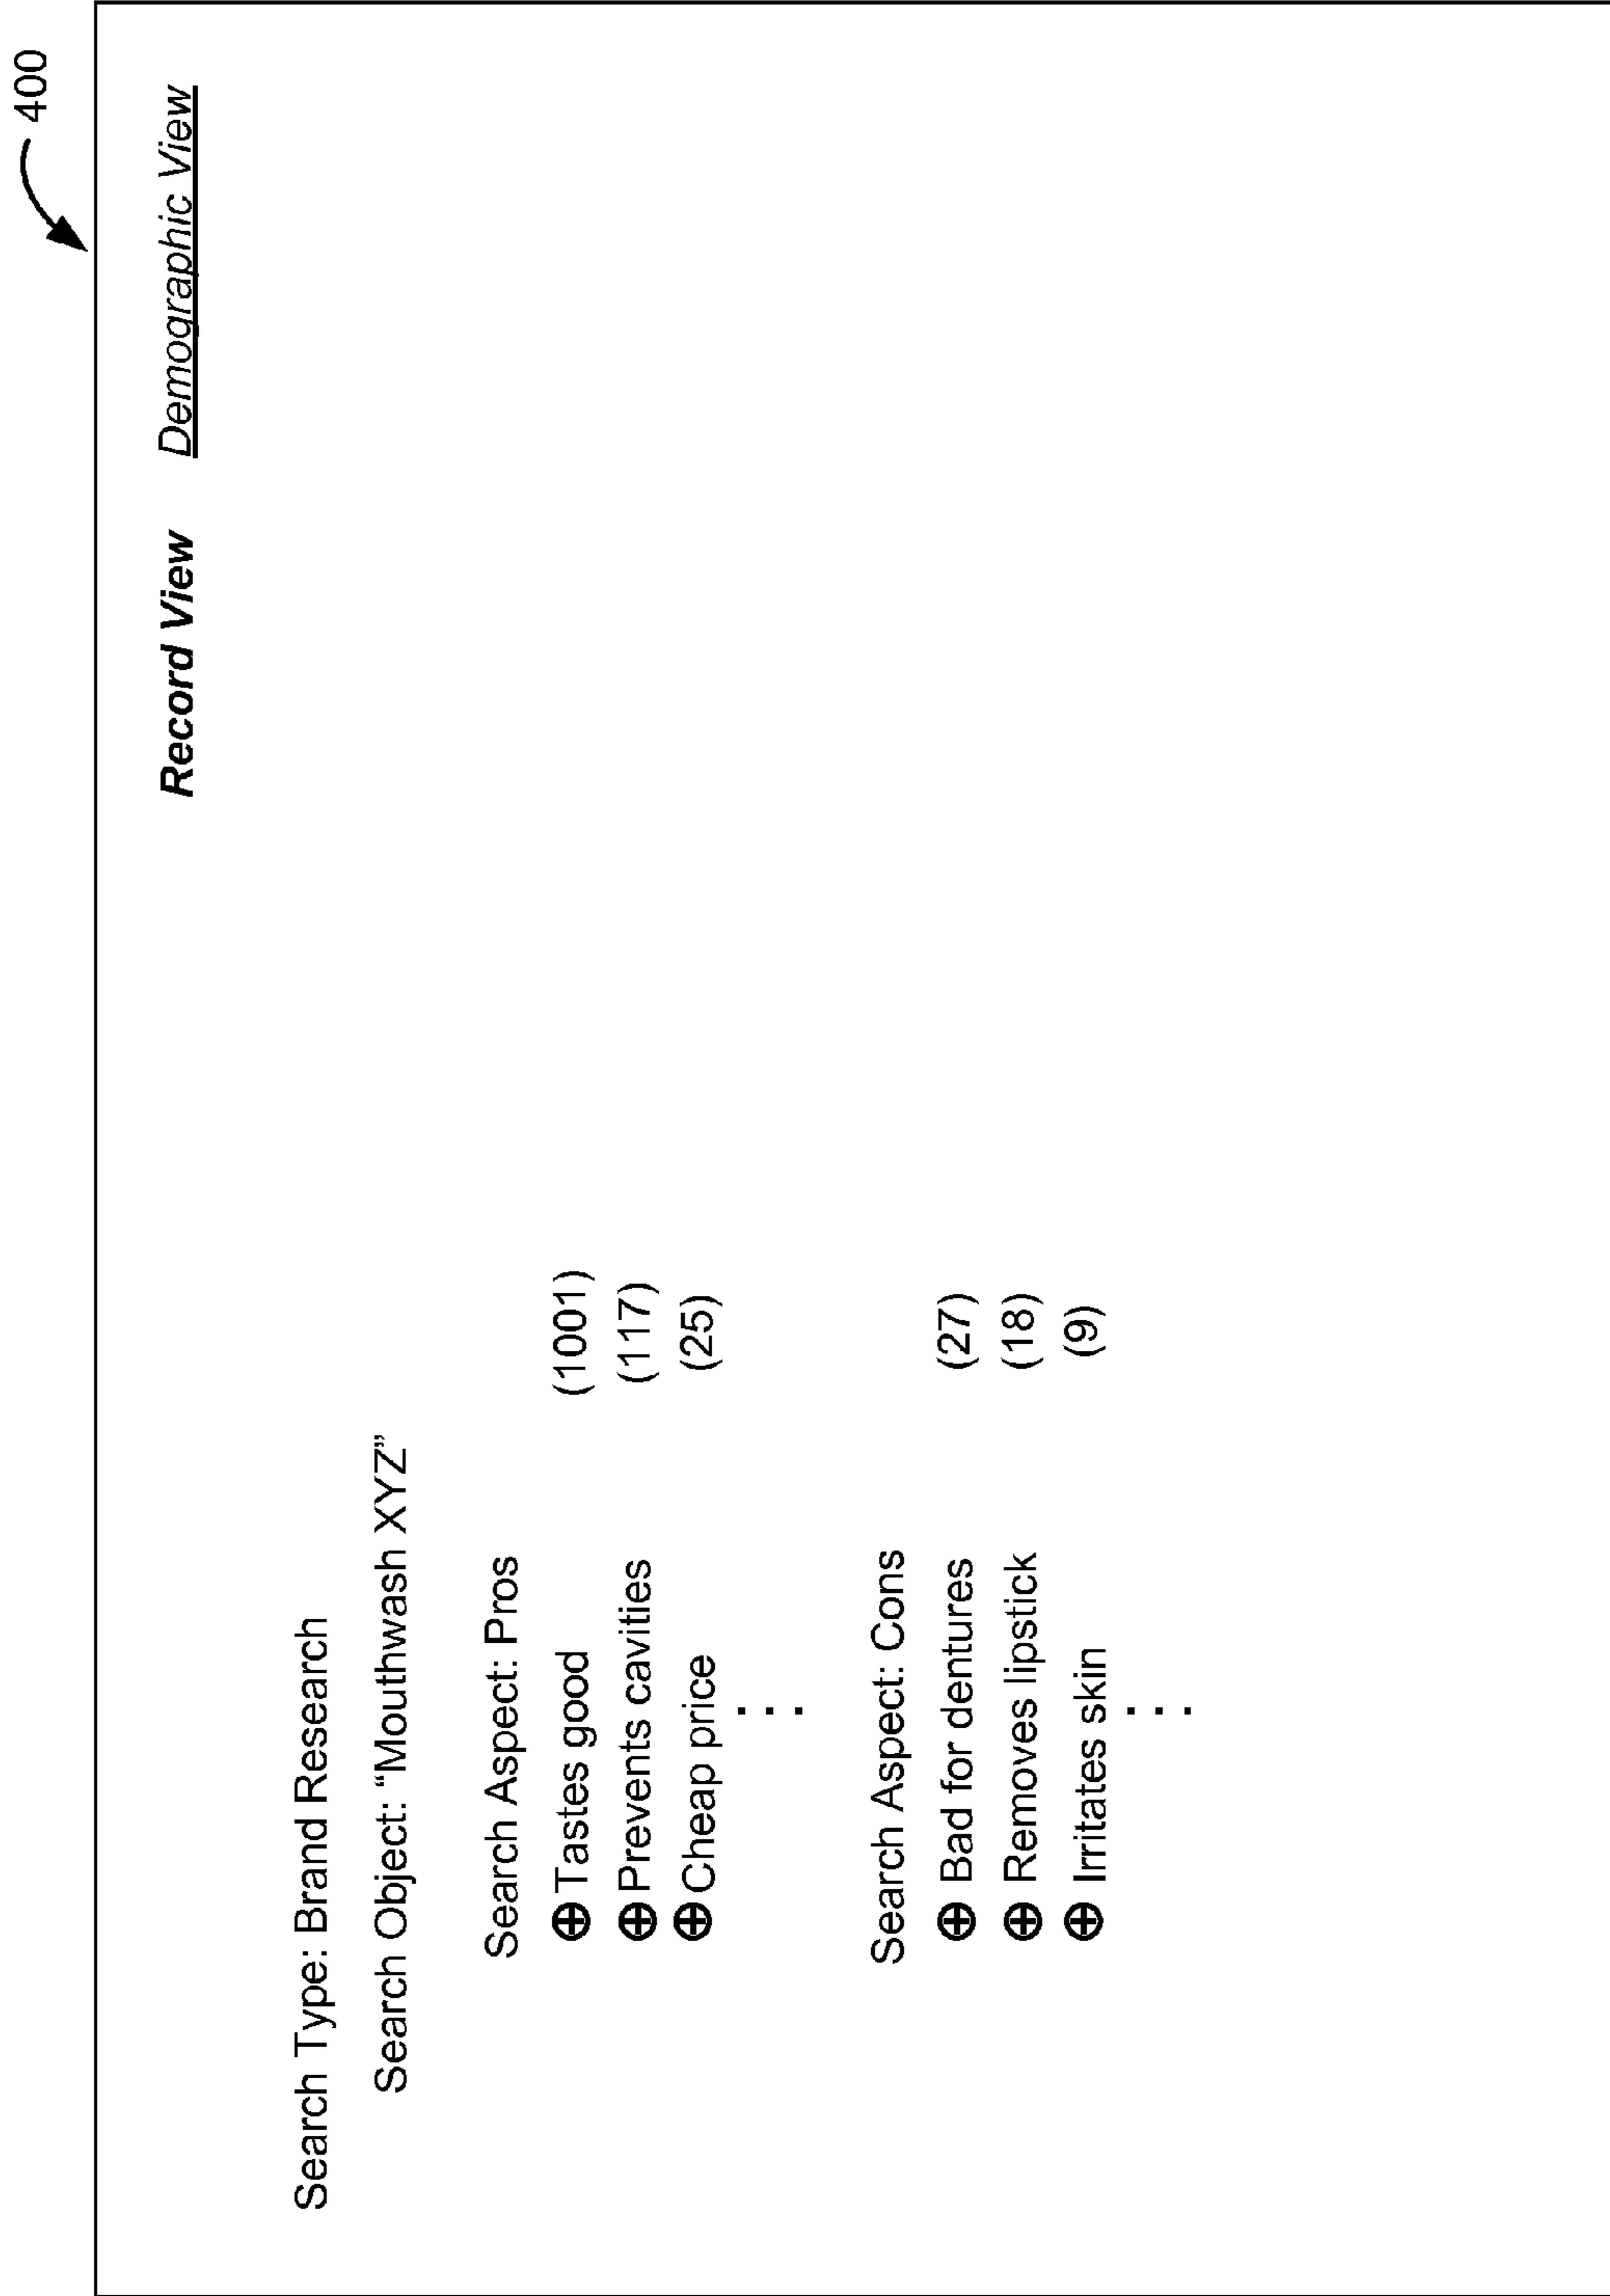 400
Record View Demographic View
Search Type: Brand Research
Search Object: “Mouthwash XYZ”
Search Aspect: Pros
⊕ Tastes good (1001)
⊕ Prevents cavities (117)
⊕ Cheap price (25)
. . .
Search Aspect: Cons
⊕ Bad for dentures (27)
⊕ Removes lipstick (18)
⊕ Irritates skin (9)
. . .